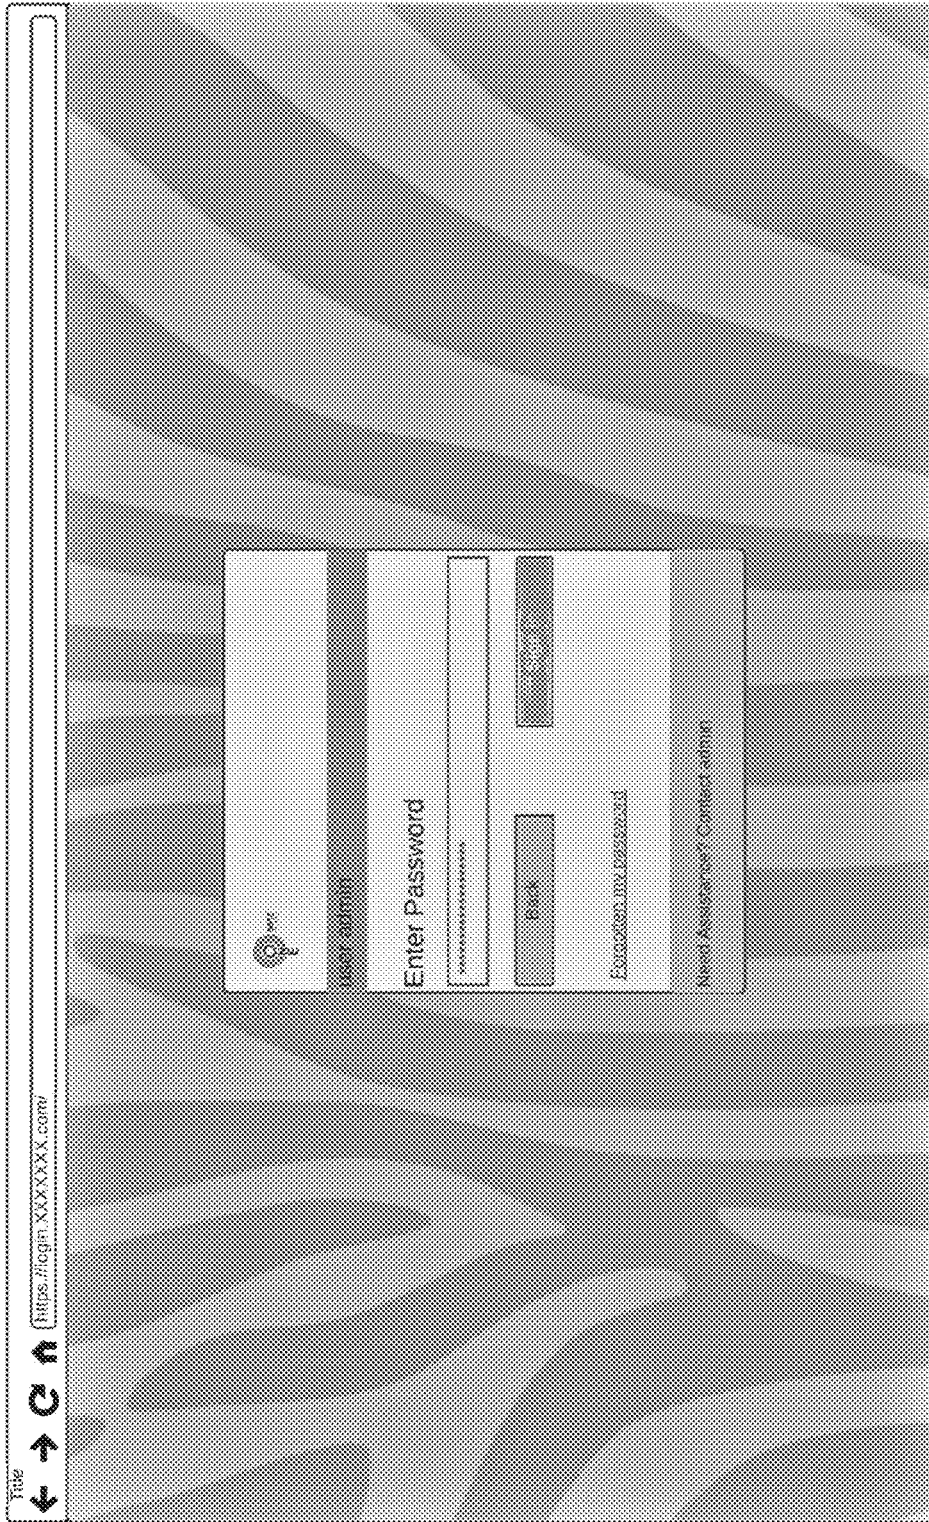 Title
https://login.XXXXXXX.com/
user admin
Enter Password
Back
Forgotten my password
Need Assistance? Contact admin